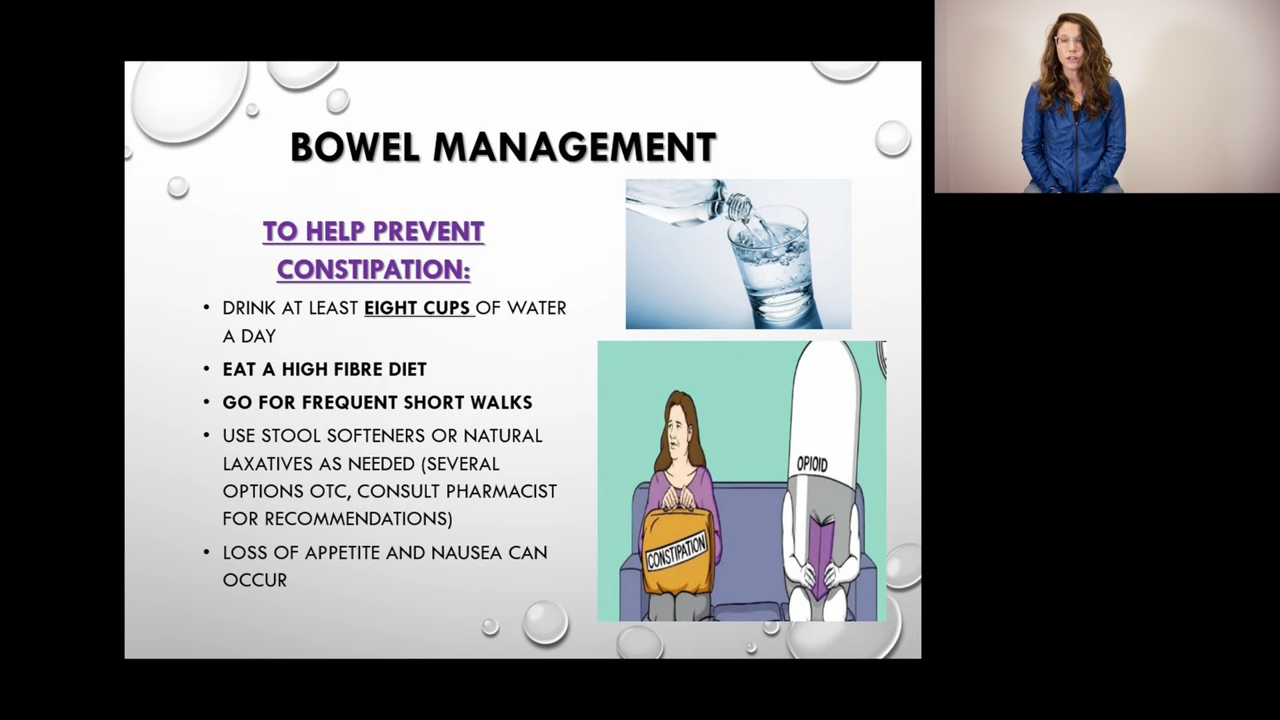 BOWEL MANAGEMENT
TO HELP PREVENT
CONSTIPATION:
• DRINK AT LEAST EIGHT CUPS OF WATER
A DAY
• EAT A HIGH FIBRE DIET
• GO FOR FREQUENT SHORT WALKS
• USE STOOL SOFTENERS OR NATURAL
LAXATIVES AS NEEDED (SEVERAL
OPTIONS OTC, CONSULT PHARMACIST
FOR RECOMMENDATIONS)
• LOSS OF APPETITE AND NAUSEA CAN
OCCUR
OPIOID
CONSTIPATION